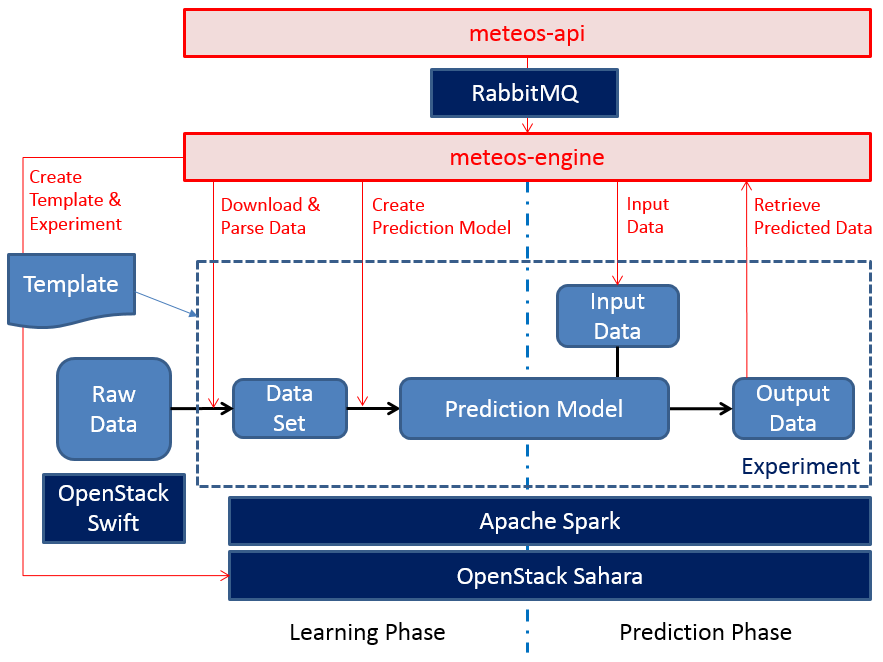 meteos-api
RabbitMQ
meteos-engine
Create
Template &
Experiment
Download &
Parse Data
Create
Prediction Model
Input
Data
Retrieve
Predicted Data
Template
Input
Data
Raw
Data
Data
Set
Prediction Model
Output
Data
Experiment
OpenStack
Swift
Apache Spark
OpenStack Sahara
Learning Phase
Prediction Phase